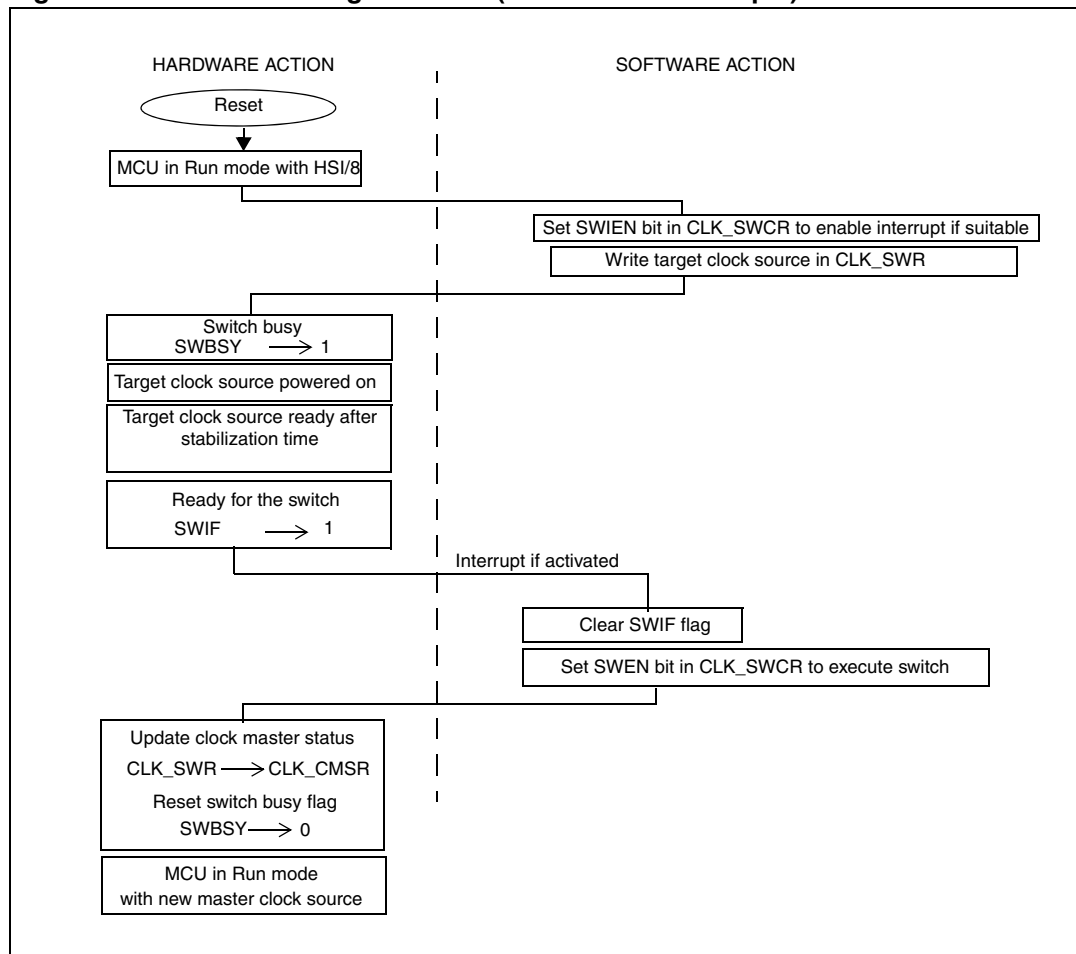 HARDWARE ACTION
SOFTWARE ACTION
Reset
MCU in Run mode with HSI/8
Set SWIEN bit in CLK_SWCR to enable interrupt if suitable
Write target clock source in CLK_SWR
Switch busy
SWBSY → 1
Target clock source powered on
Target clock source ready after
stabilization time
Ready for the switch
SWIF → 1
Interrupt if activated
Clear SWIF flag
Set SWEN bit in CLK_SWCR to execute switch
Update clock master status
CLK_SWR → CLK_CMSR
Reset switch busy flag
SWBSY → 0
MCU in Run mode
with new master clock source